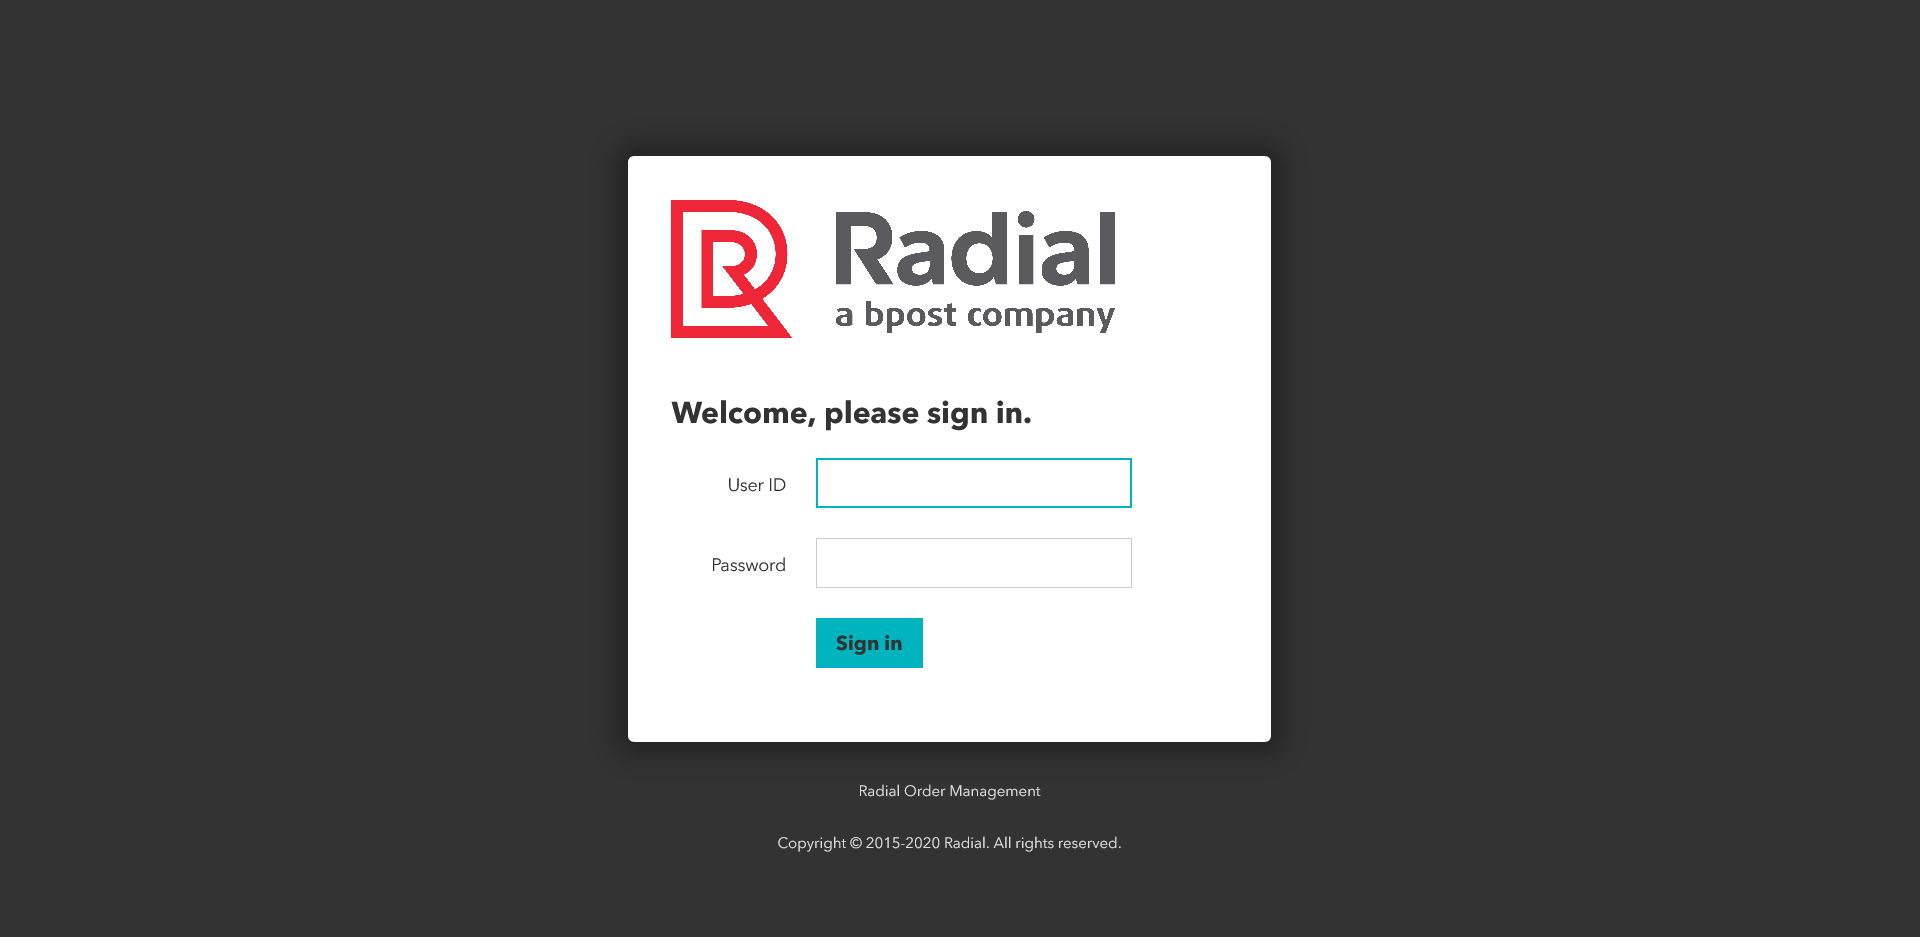 Radial
a bpost company
Welcome, please sign in.
User ID
Password
Sign in
Radial Order Management
Copyright © 2015-2020 Radial. All rights reserved.